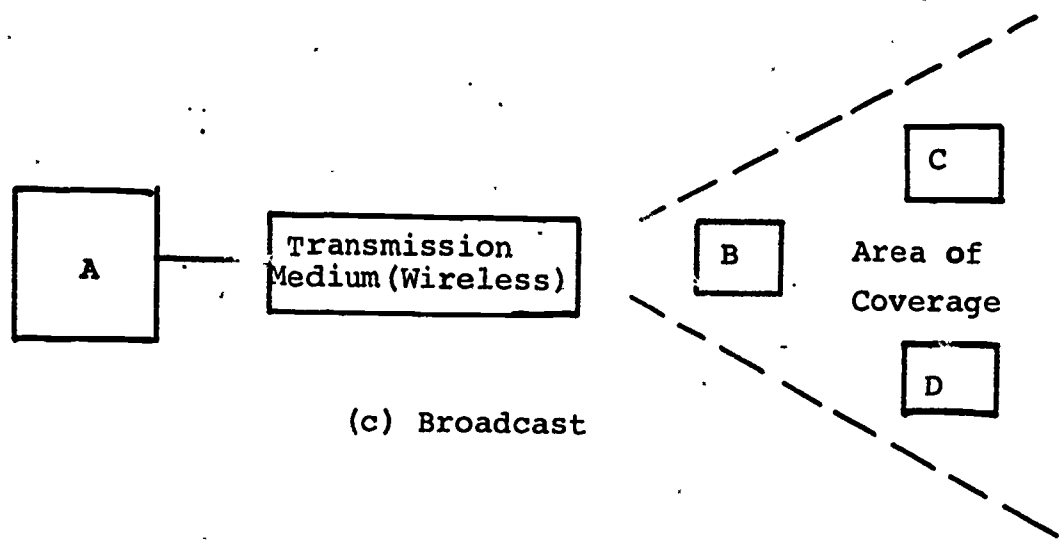 A
Transmission
Medium(Wireless)
B
C
Area of
Coverage
D
(c) Broadcast